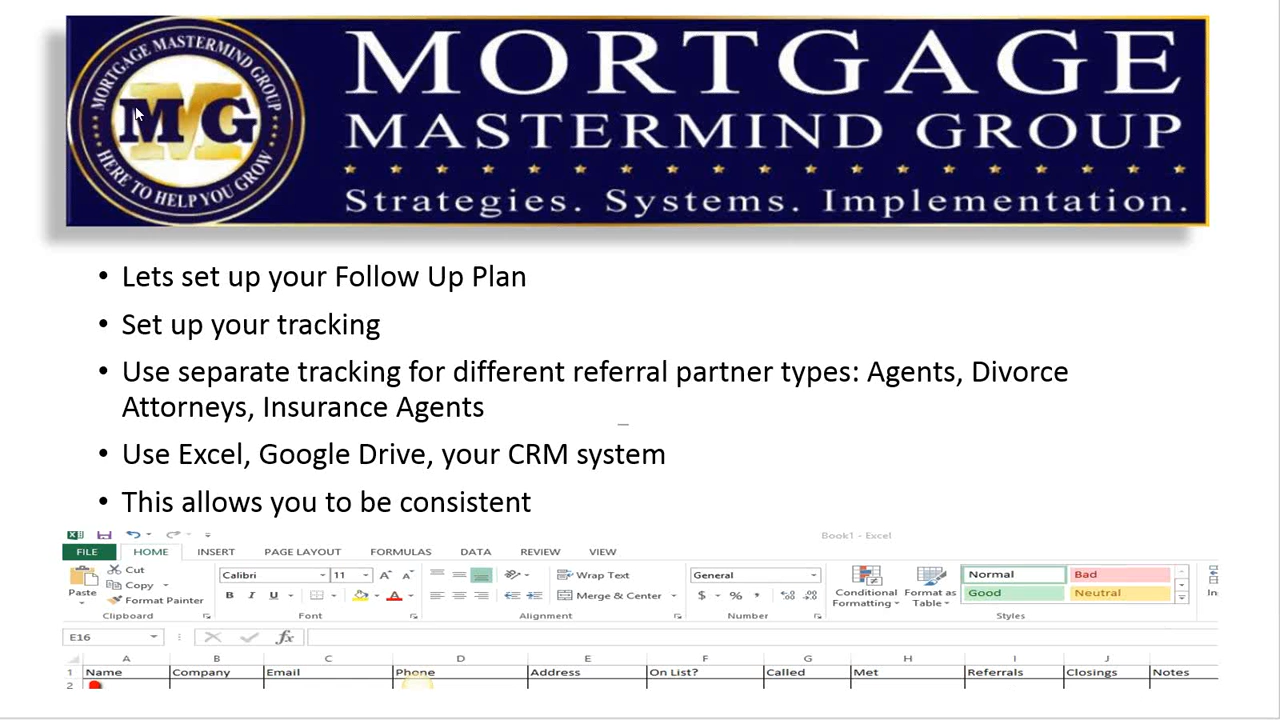 MORTGAGE MASTERMIND GROUP
MG
HERE TO HELP YOU GROW
MORTGAGE
MASTERMIND GROUP
Strategies. Systems. Implementation.
• Lets set up your Follow Up Plan
• Set up your tracking
• Use separate tracking for different referral partner types: Agents, Divorce
Attorneys, Insurance Agents
• Use Excel, Google Drive, your CRM system
• This allows you to be consistent
Book1 - Excel
FILE HOME INSERT PAGE LAYOUT FORMULAS DATA REVIEW VIEW
Cut
Copy
Format Painter
Paste
Clipboard
Calibri 11
B I U
Font
Wrap Text
Merge & Center
Alignment
General
$ % ,
Number
Conditional
Formatting
Format as
Table
Normal Bad
Good Neutral
Styles
In
E16 fx
A B C D E F G H I J
1 Name Company Email Phone Address On List? Called Met Referrals Closings Notes
2